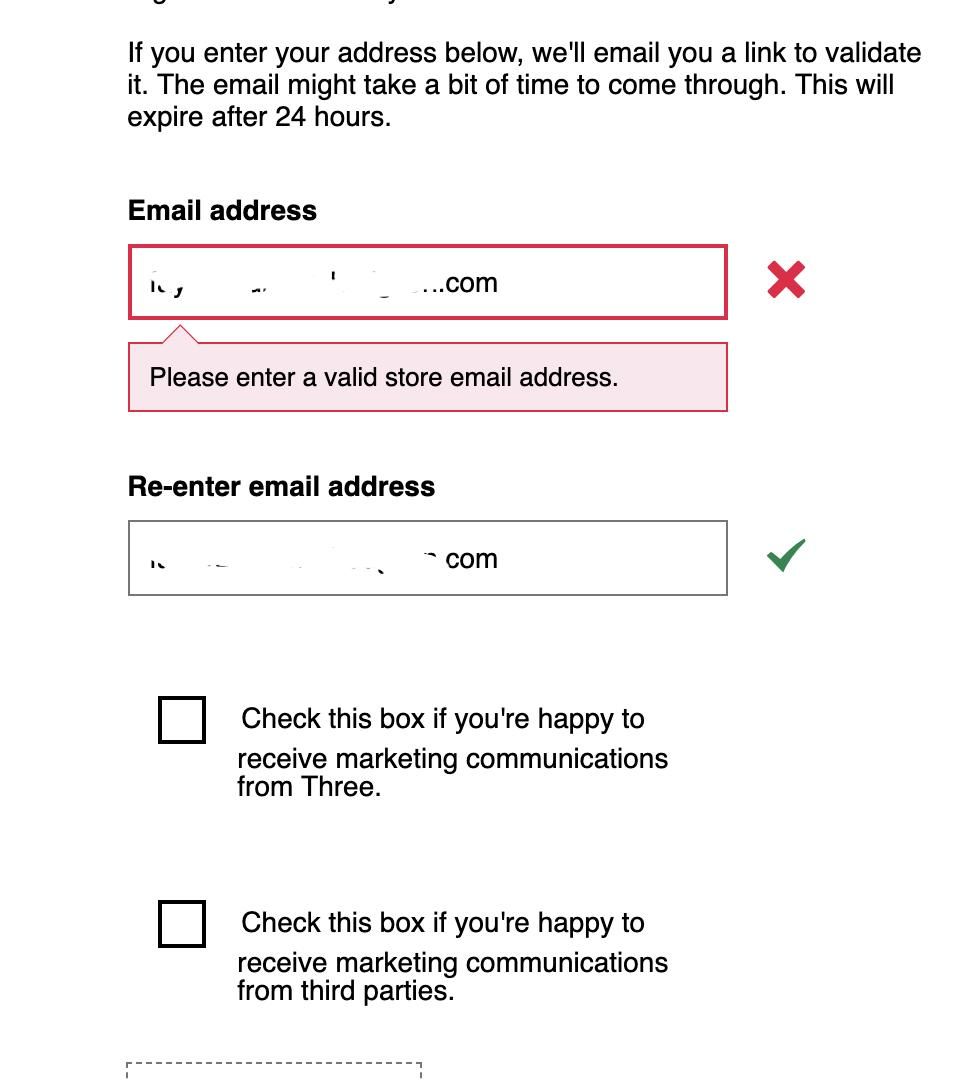 If you enter your address below, we'll email you a link to validate
it. The email might take a bit of time to come through. This will
expire after 24 hours.
Email address
.com
Please enter a valid store email address.
Re-enter email address
com
Check this box if you're happy to
receive marketing communications
from Three.
Check this box if you're happy to
receive marketing communications
from third parties.